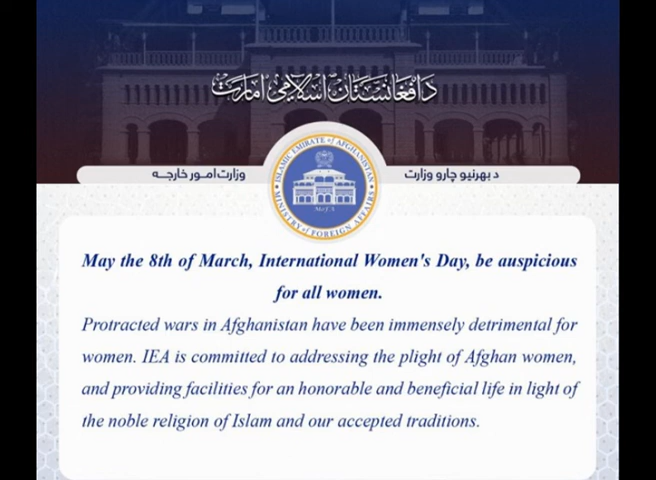 دافغانستان اسلامي امارت
د بهرنیو چارو وزارت
وزارت امـور خارجــه
ISLAMIC EMIRATE of AFGHANISTAN
MoFA
MINISTRY of FOREIGN AFFAIRS
May the 8th of March, International Women's Day, be auspicious
for all women.
Protracted wars in Afghanistan have been immensely detrimental for
women. IEA is committed to addressing the plight of Afghan women,
and providing facilities for an honorable and beneficial life in light of
the noble religion of Islam and our accepted traditions.